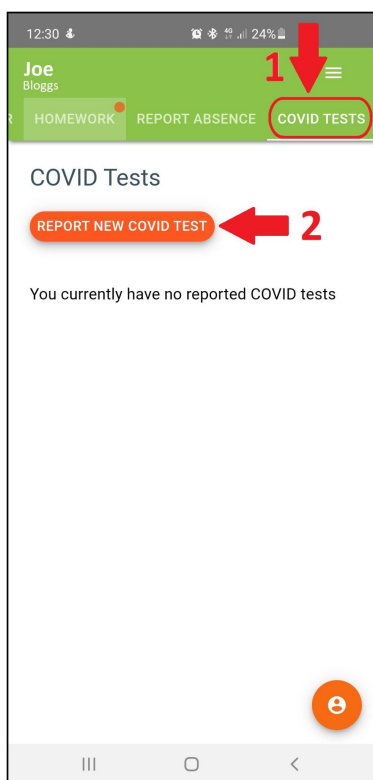 12:30 4G 24%
1
Joe
Bloggs
R HOMEWORK REPORT ABSENCE COVID TESTS
COVID Tests
REPORT NEW COVID TEST 2
You currently have no reported COVID tests